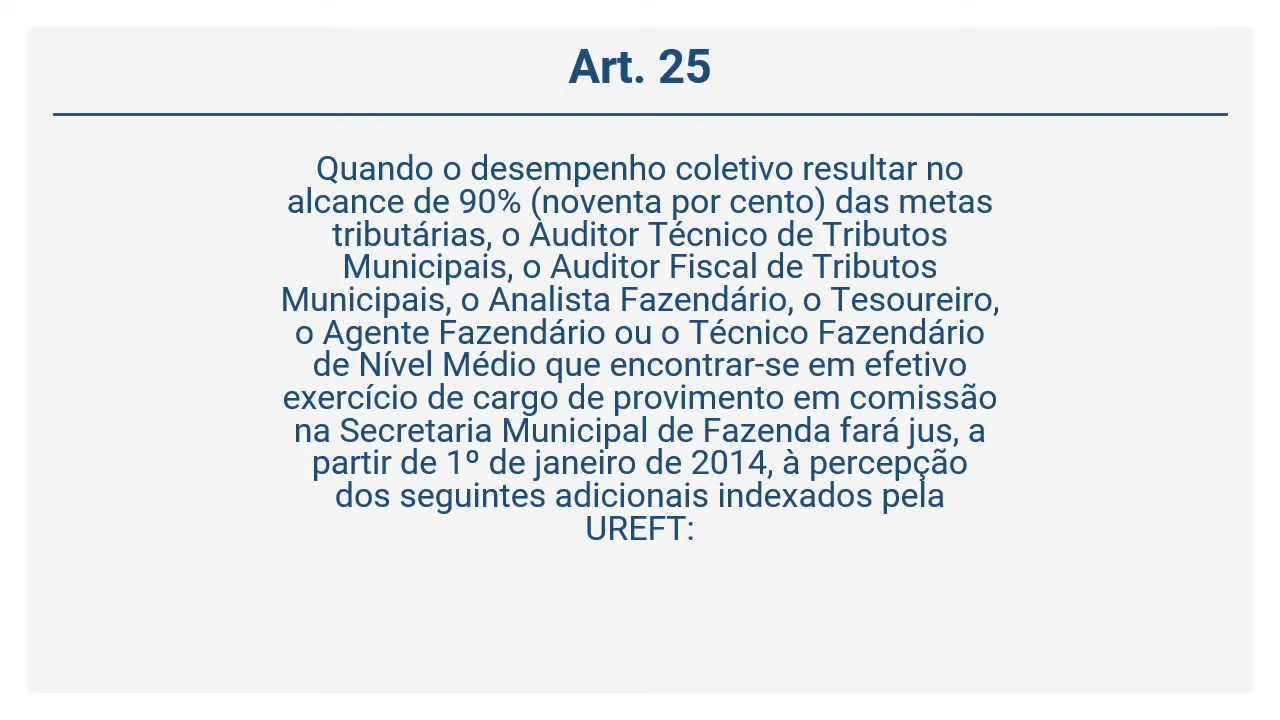 Art. 25
Quando o desempenho coletivo resultar no
alcance de 90% (noventa por cento) das metas
tributárias, o Auditor Técnico de Tributos
Municipais, o Auditor Fiscal de Tributos
Municipais, o Analista Fazendário, o Tesoureiro,
o Agente Fazendário ou o Técnico Fazendário
de Nível Médio que encontrar-se em efetivo
exercício de cargo de provimento em comissão
na Secretaria Municipal de Fazenda fará jus, a
partir de 1º de janeiro de 2014, à percepção
dos seguintes adicionais indexados pela
UREFT: